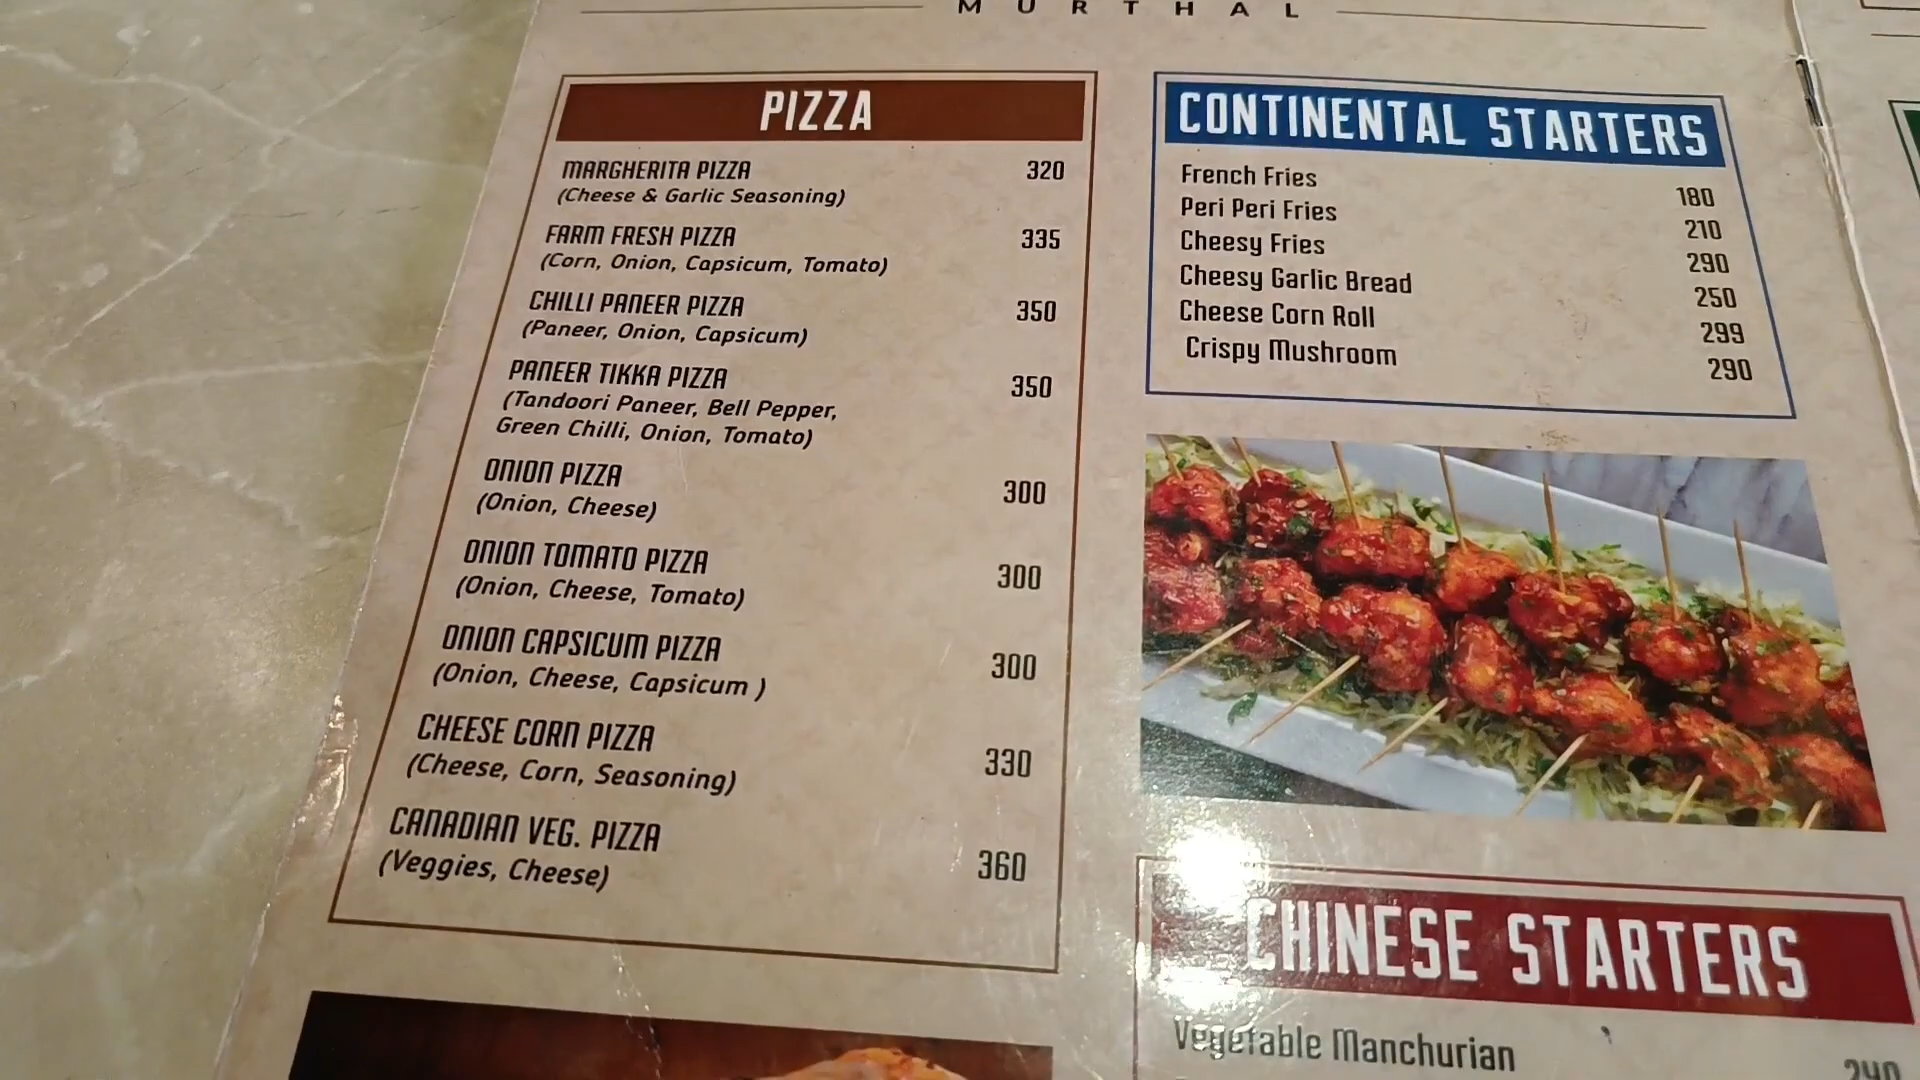 MURTHAL
PIZZA
MARGHERITA PIZZA 320
(Cheese & Garlic Seasoning)
FARM FRESH PIZZA 335
(Corn, Onion, Capsicum, Tomato)
CHILLI PANEER PIZZA 350
(Paneer, Onion, Capsicum)
PANEER TIKKA PIZZA 350
(Tandoori Paneer, Bell Pepper,
Green Chilli, Onion, Tomato)
ONION PIZZA 300
(Onion, Cheese)
ONION TOMATO PIZZA 300
(Onion, Cheese, Tomato)
ONION CAPSICUM PIZZA 300
(Onion, Cheese, Capsicum )
CHEESE CORN PIZZA 330
(Cheese, Corn, Seasoning)
CANADIAN VEG. PIZZA 360
(Veggies, Cheese)
CONTINENTAL STARTERS
French Fries 180
Peri Peri Fries 210
Cheesy Fries 290
Cheesy Garlic Bread 250
Cheese Corn Roll 299
Crispy Mushroom 290
CHINESE STARTERS
Vegetable Manchurian 240